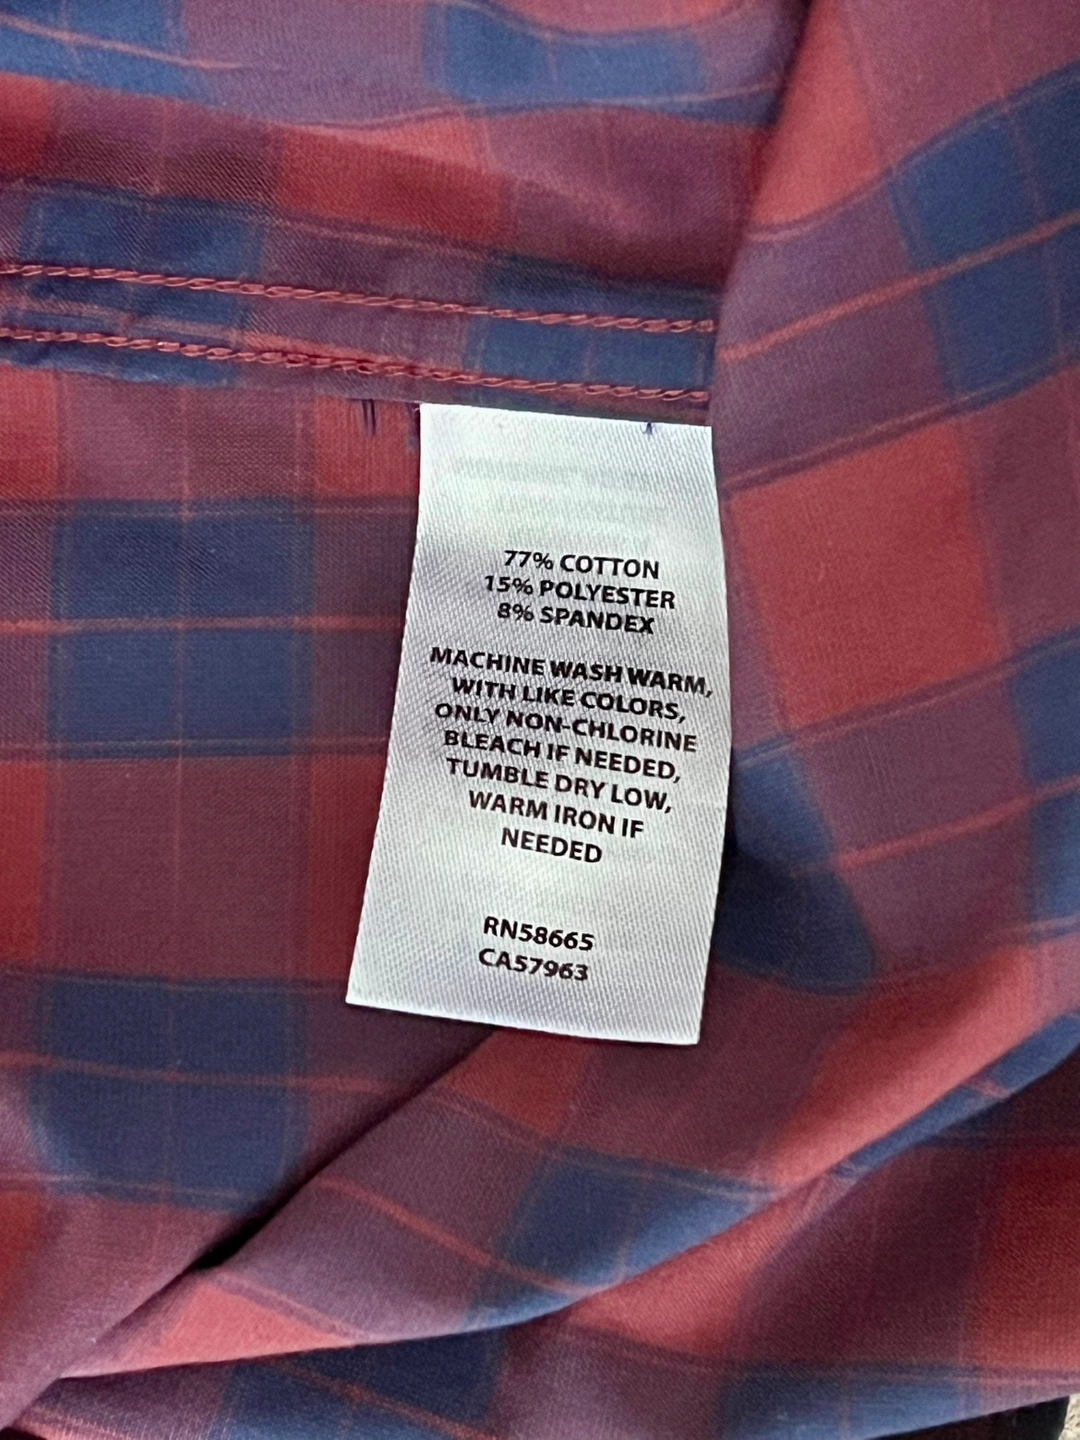 77% COTTON
15% POLYESTER
8% SPANDEX
MACHINE WASH WARM,
WITH LIKE COLORS,
ONLY NON-CHLORINE
BLEACH IF NEEDED,
TUMBLE DRY LOW,
WARM IRON IF
NEEDED
RN58665
CA57963